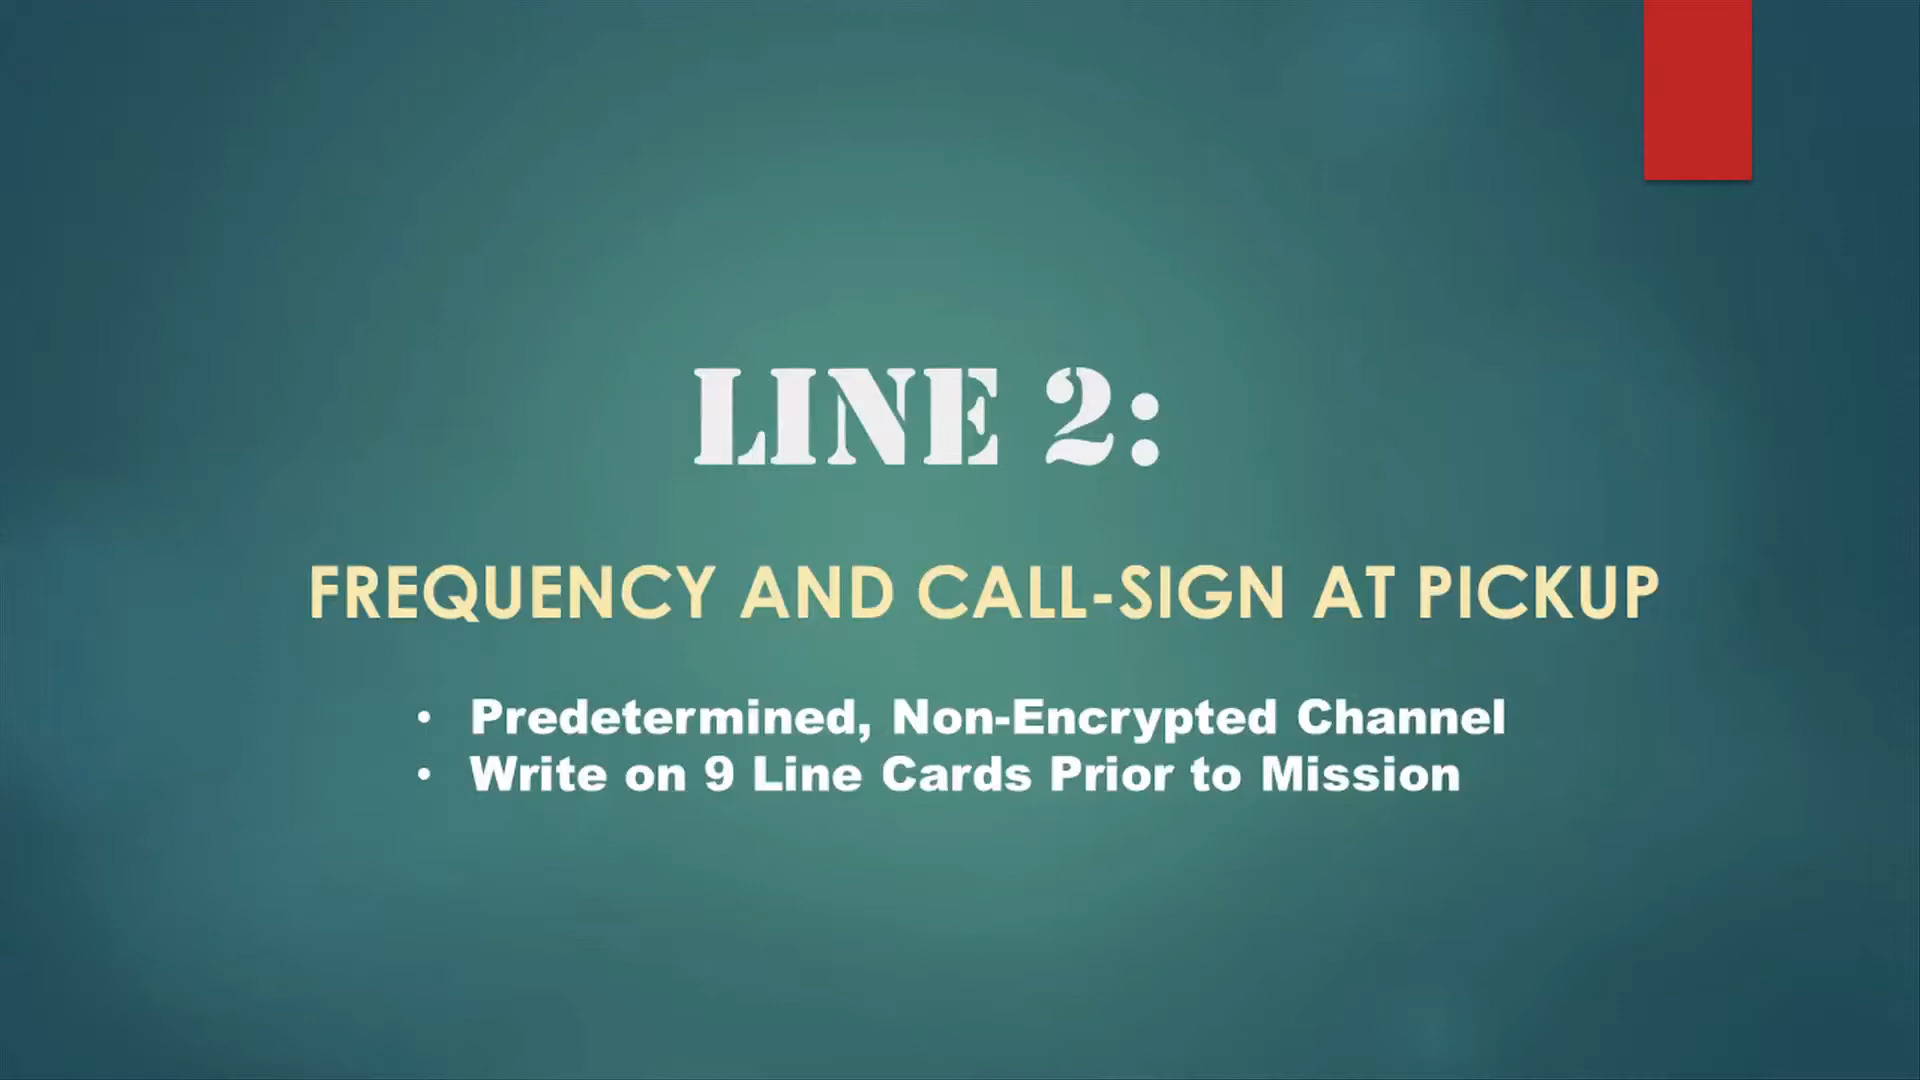 LINE 2:
FREQUENCY AND CALL-SIGN AT PICKUP
• Predetermined, Non-Encrypted Channel
• Write on 9 Line Cards Prior to Mission